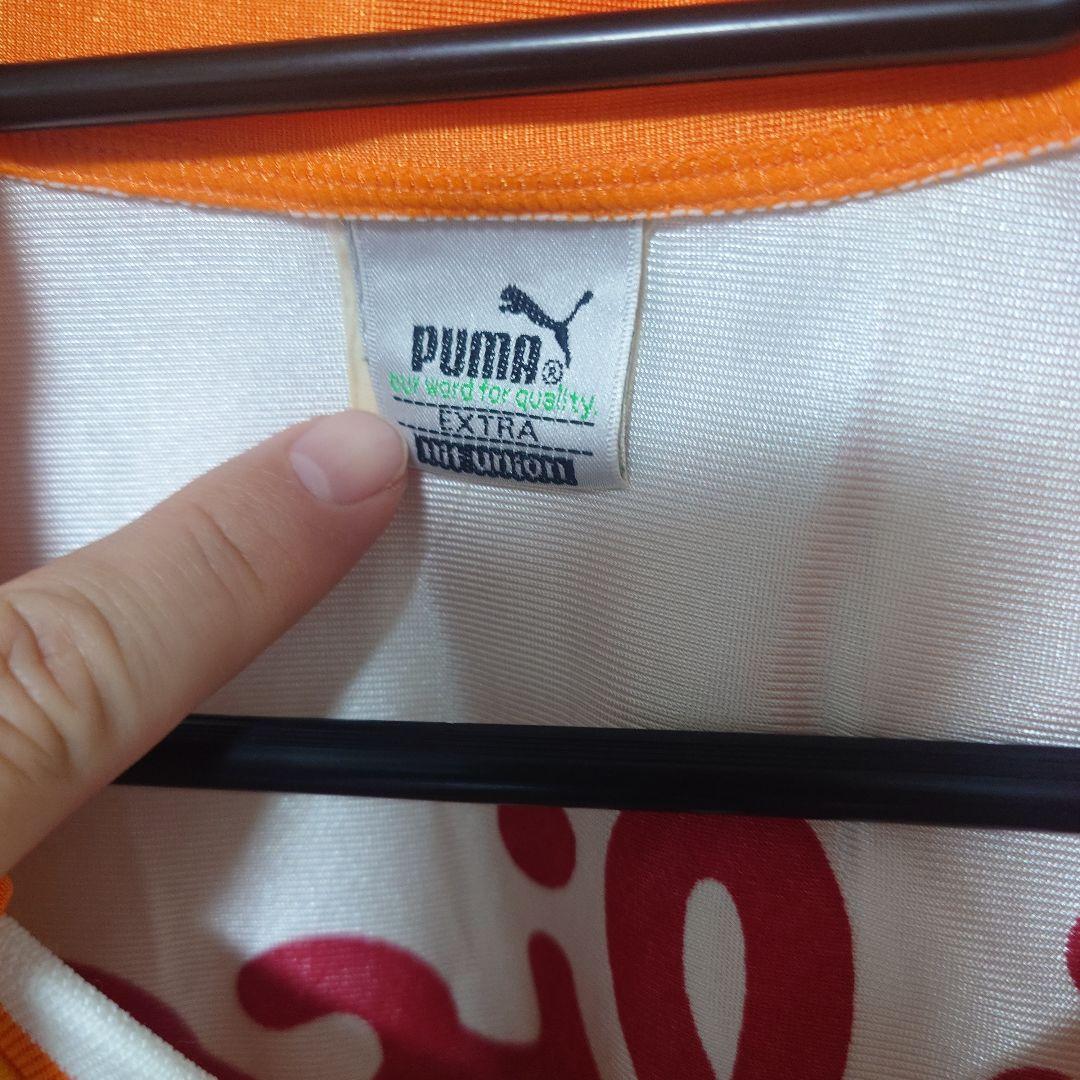 PUMA®
our word for quality.
EXTRA
hit union